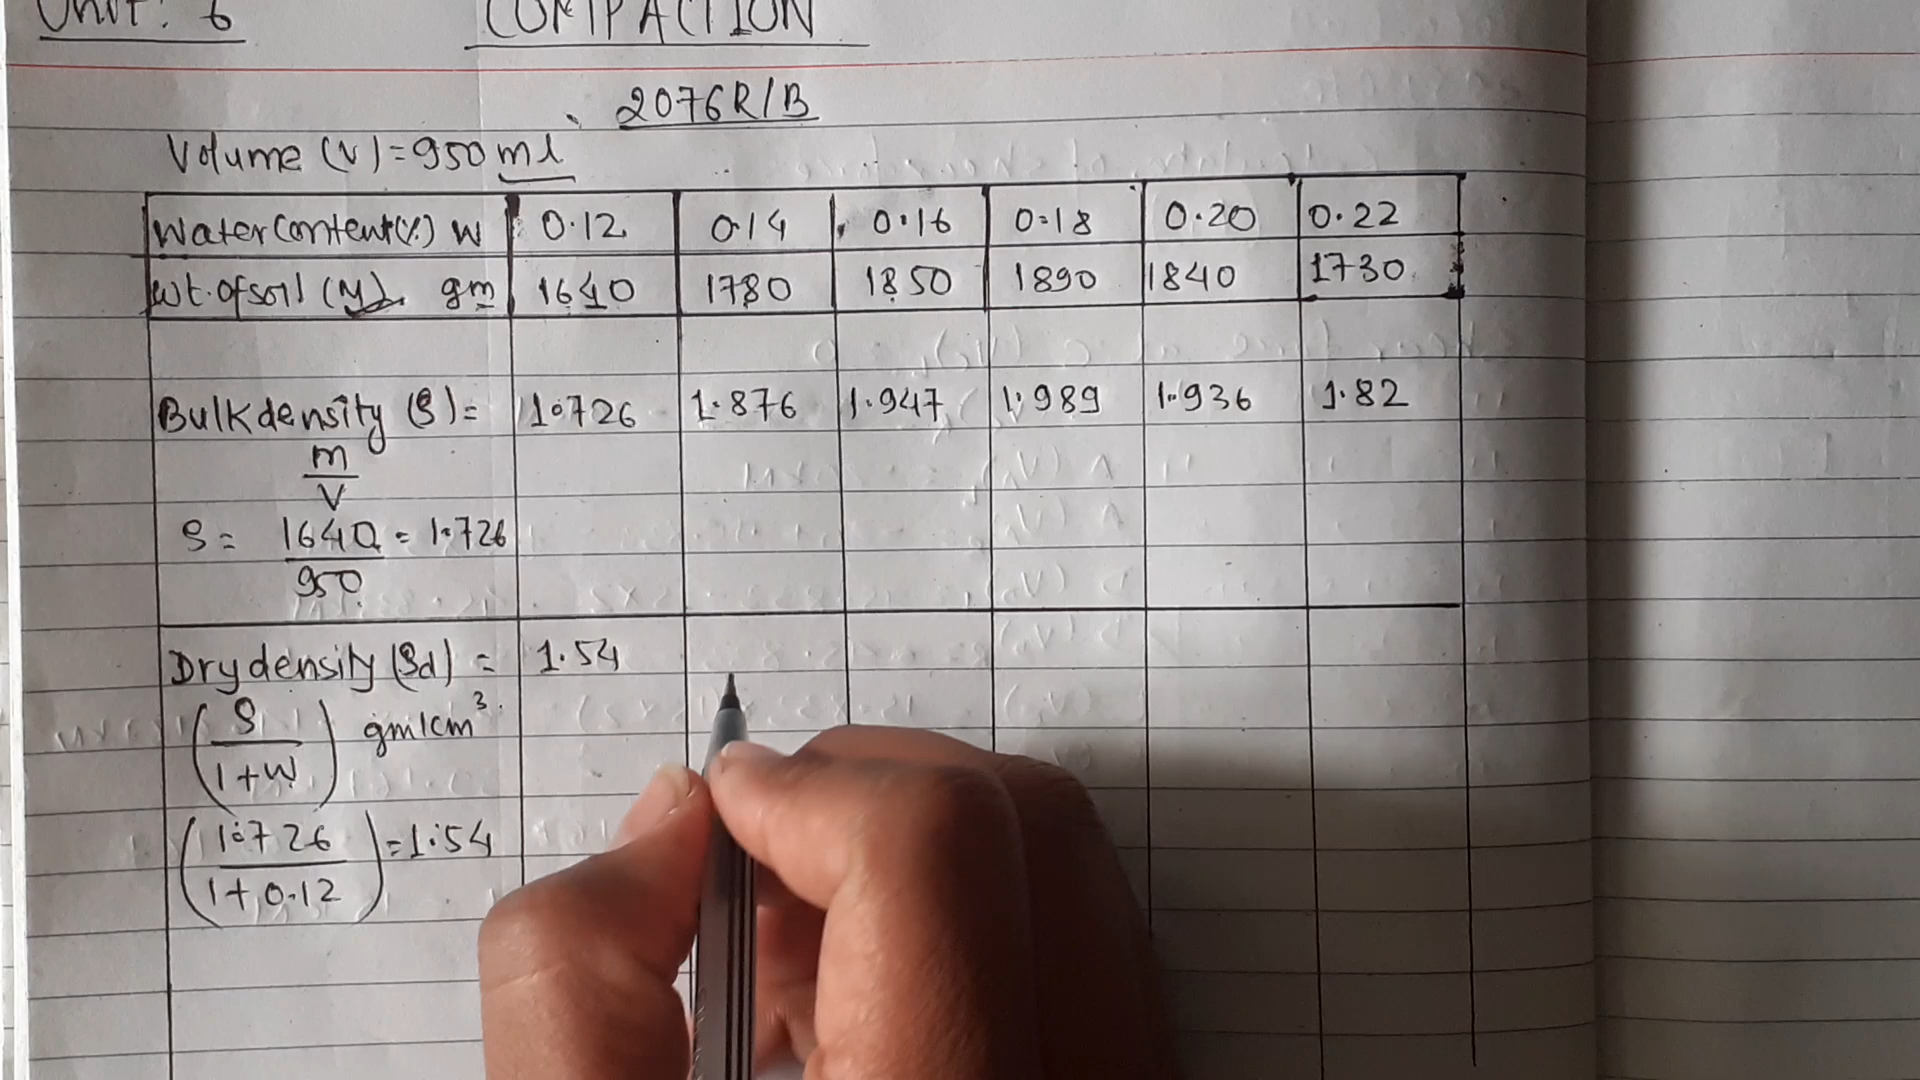 Unit: 6 COMPACTION
2076R/B
Volume (V) = 950 ml
Water Content (%) w 0.12 0.14 0.16 0.18 0.20 0.22
Wt. of soil (M) gm 1640 1780 1850 1890 1840 1730
Bulk density (ρ) = 1.726 1.876 1.947 1.989 1.936 1.82
m
V
ρ = 1640 = 1.726
950
Dry density (ρd) = 1.54
(ρ gm/cm³
1+w)
(1.726 = 1.54
1+0.12)